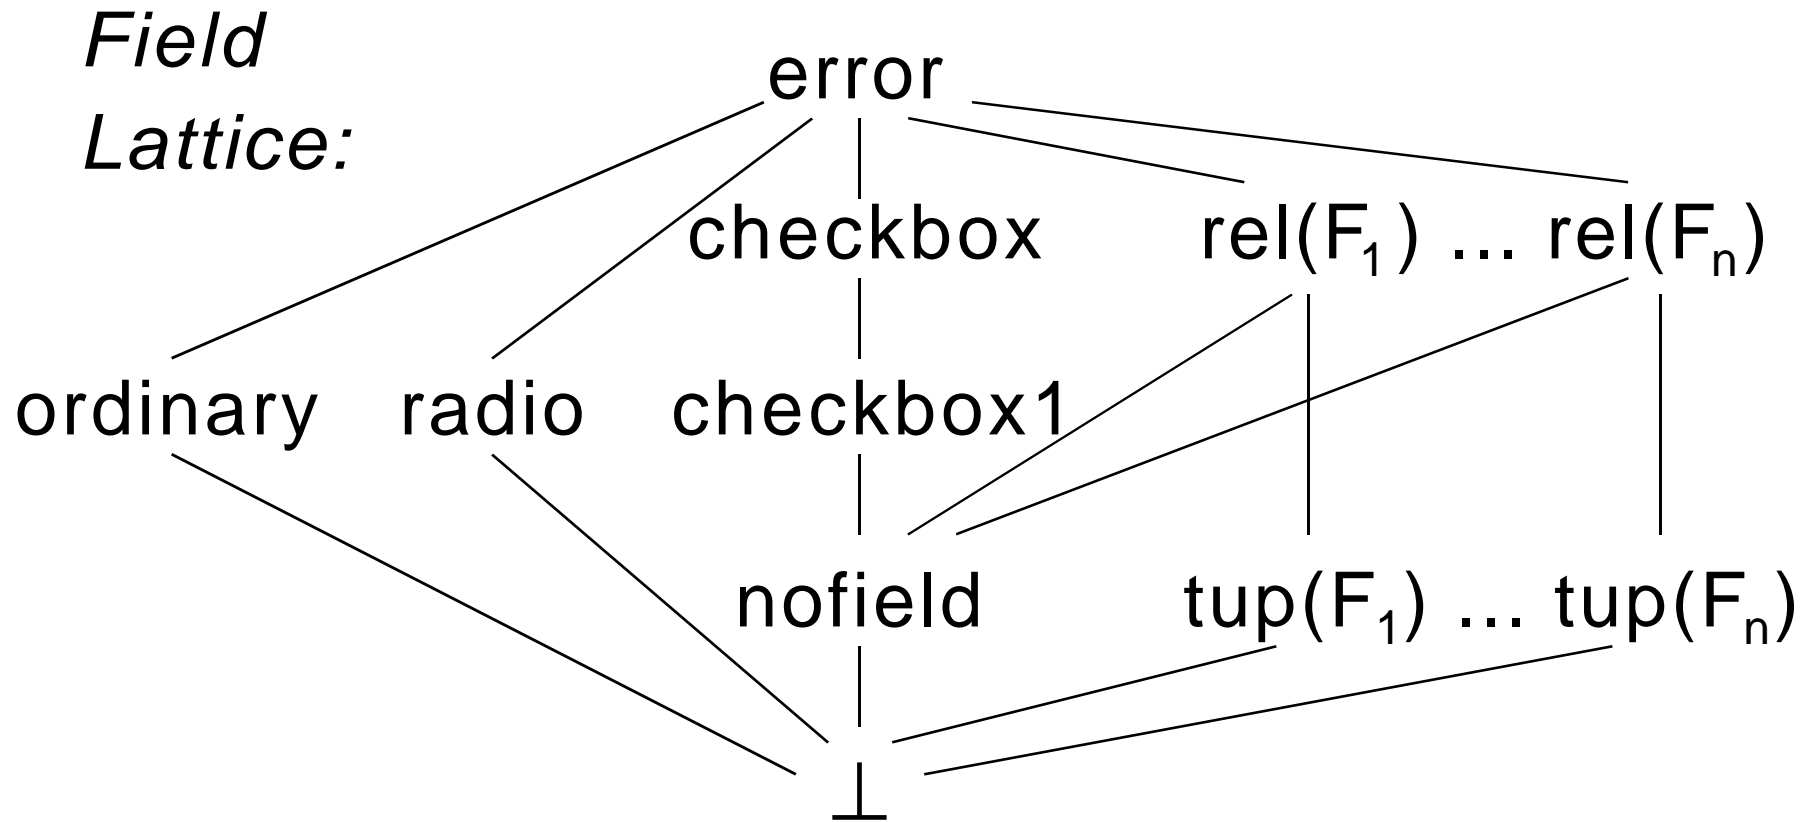 Field
Lattice:
error
checkbox rel(F₁) ... rel(Fₙ)
ordinary radio checkbox1
nofield tup(F₁) ... tup(Fₙ)
⊥